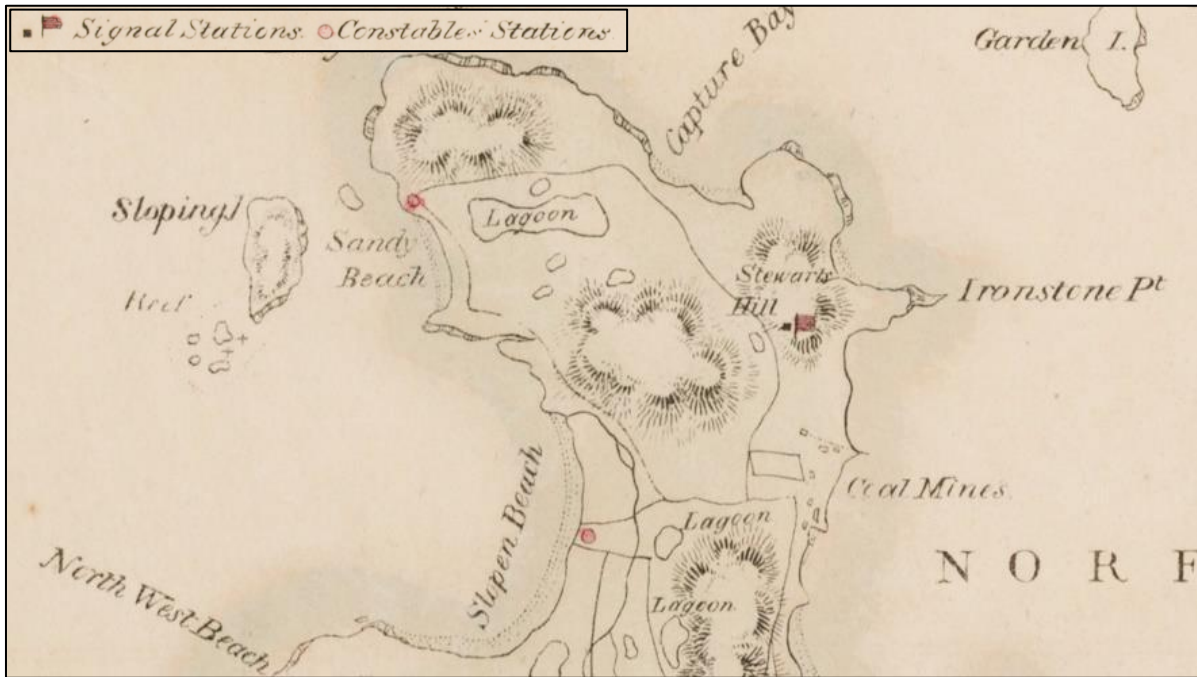 Signal Stations. Constables Stations
Capture Bay
Garden I.
Sloping I
Lagoon
Sandy
Beach
Stewarts
Hill
Ironstone Pt
Reef
Slopen Beach
Coal Mines
Lagoon
NORF
North West Beach
Lagoon